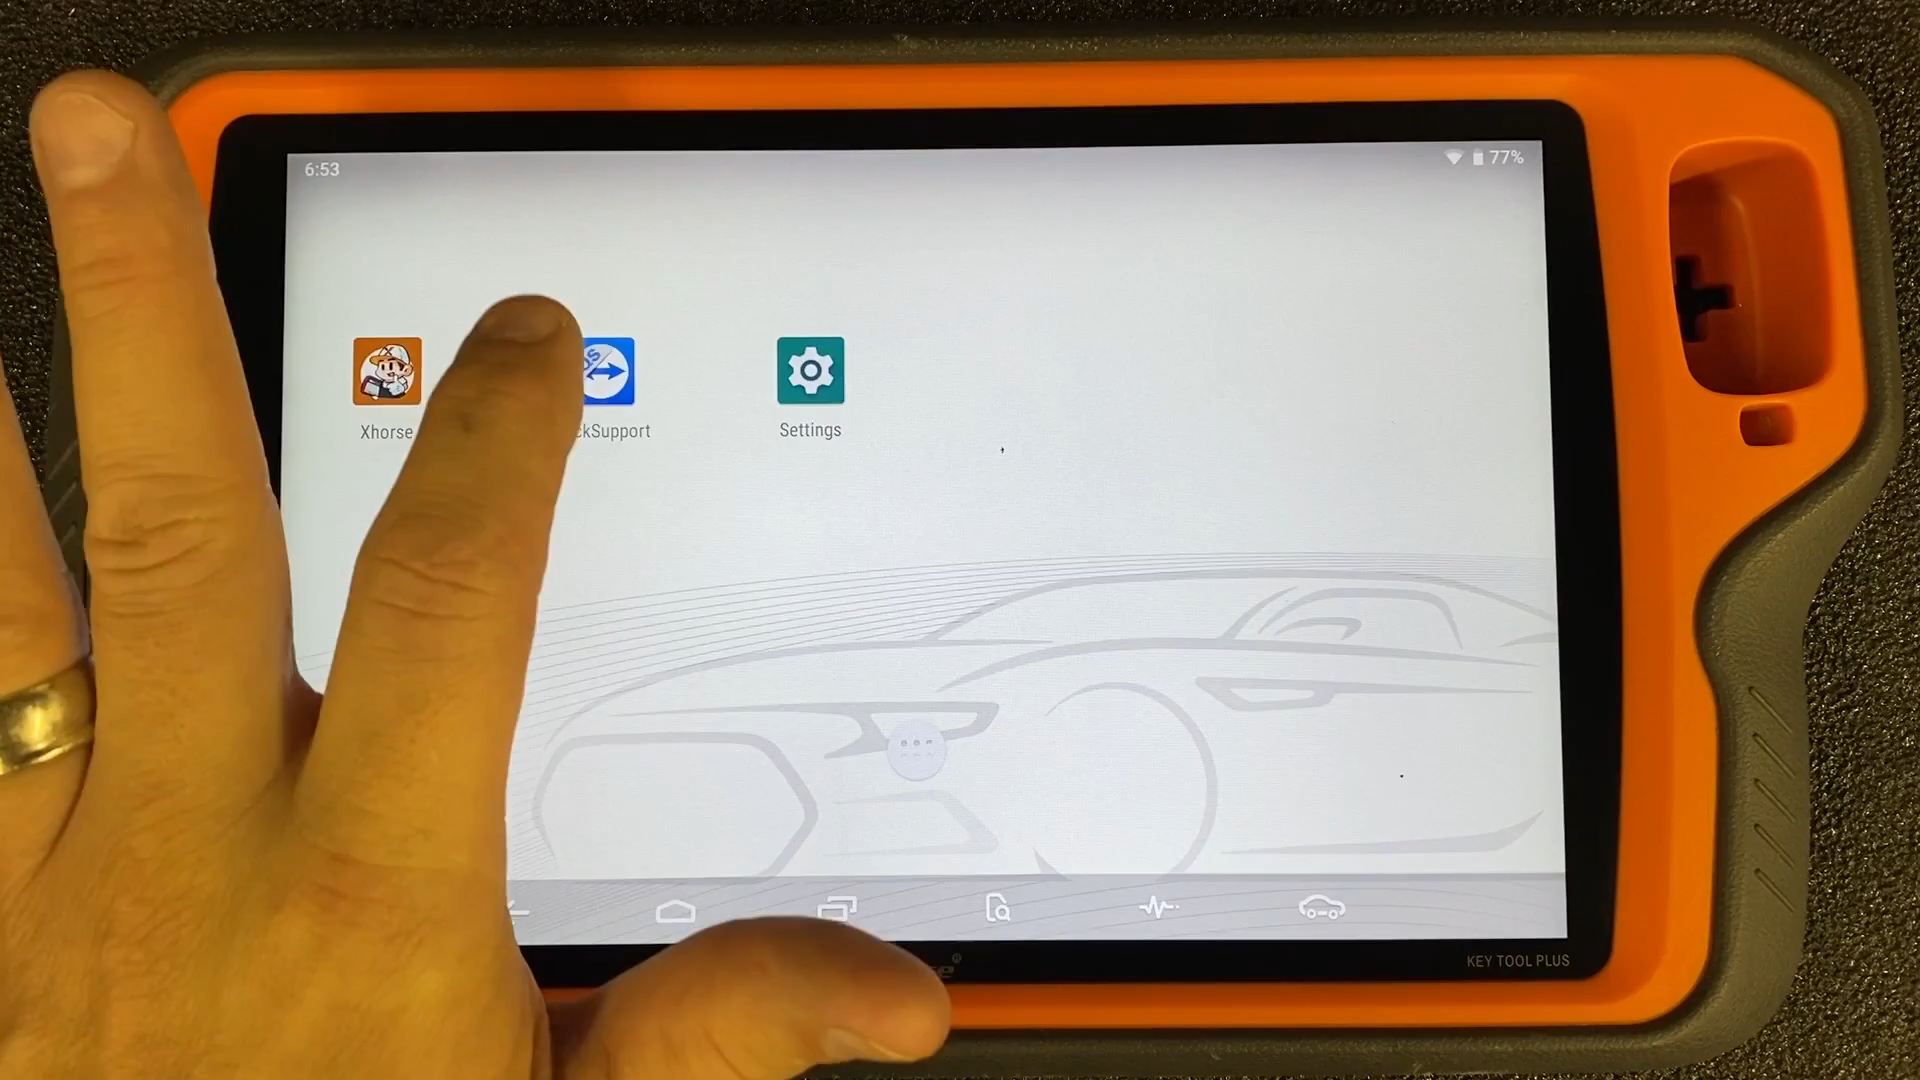 6:53
77%
Xhorse
ckSupport
Settings
KEY TOOL PLUS